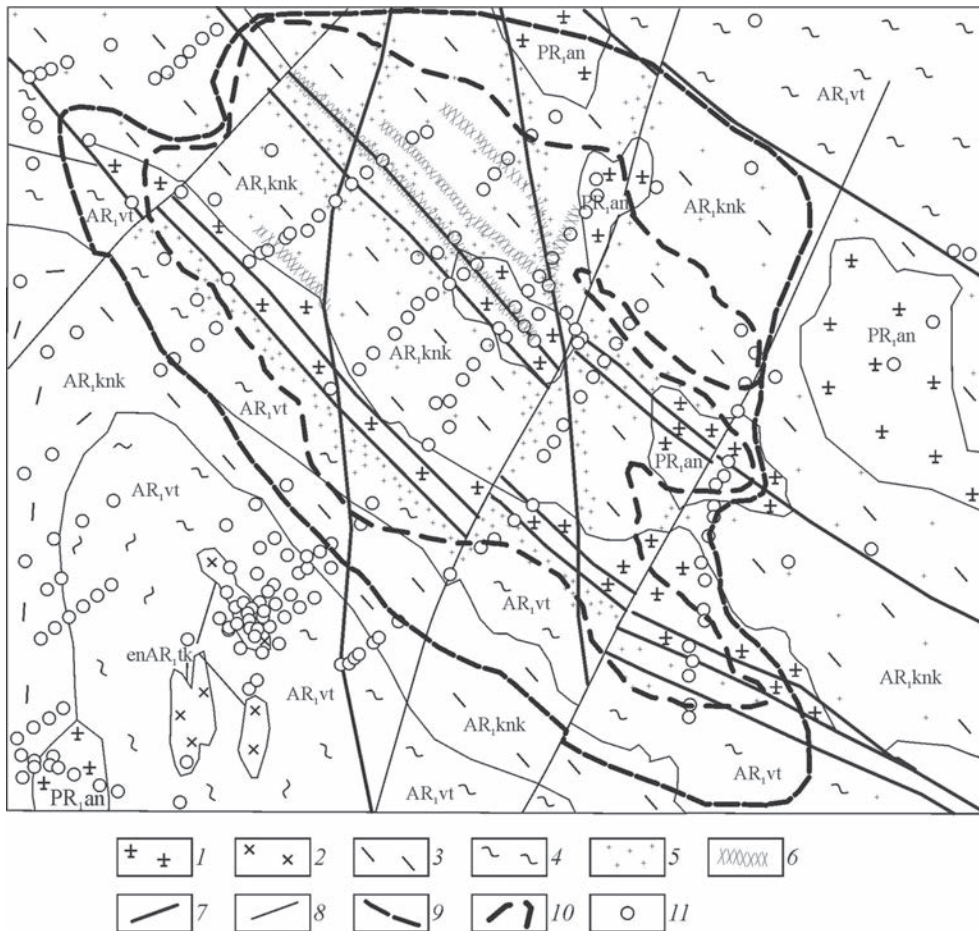 PR₁an
AR₁vt
AR₁knk
AR₁knk
PR₁an
AR₁vt
PR₁an
AR₁knk
AR₁knk
AR₁vt
PR₁an
AR₁vt
AR₁vt
enAR₁tk
AR₁vt
AR₁knk
AR₁knk
AR₁vt
PR₁an
AR₁vt
1 2 3 4 5 6
7 8 9 10 11